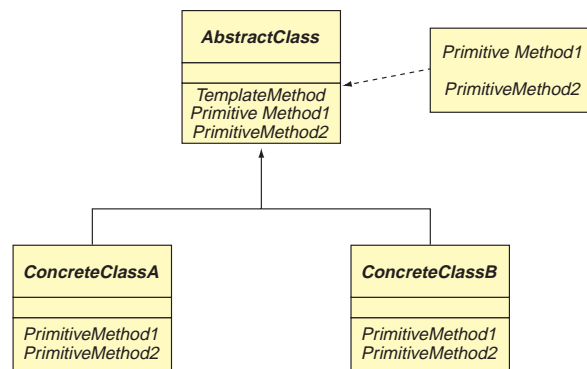 AbstractClass
TemplateMethod
Primitive Method1
PrimitiveMethod2
Primitive Method1
PrimitiveMethod2
ConcreteClassA
PrimitiveMethod1
PrimitiveMethod2
ConcreteClassB
PrimitiveMethod1
PrimitiveMethod2